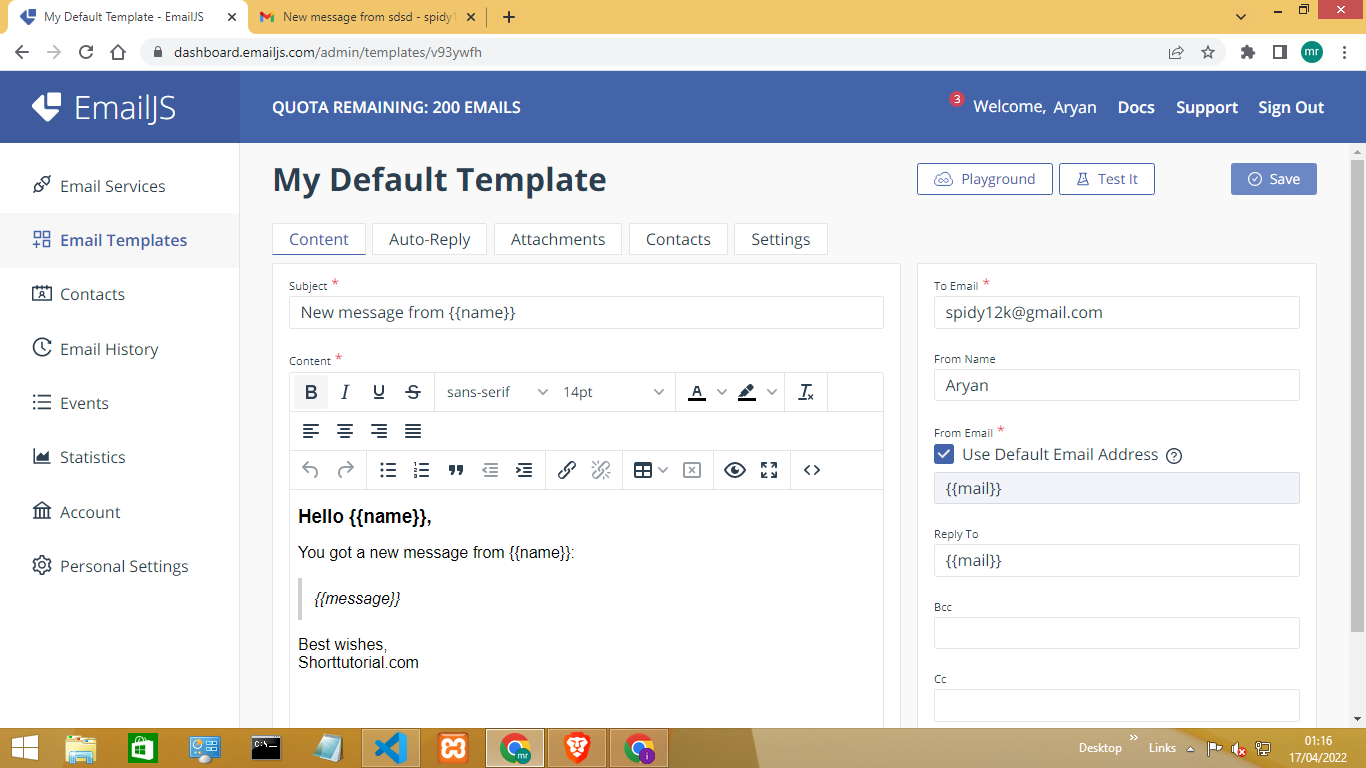 My Default Template - EmailJS
New message from sdsd - spidy1
dashboard.emailjs.com/admin/templates/v93ywfh
mr
EmailJS
QUOTA REMAINING: 200 EMAILS
3
Welcome, Aryan
Docs
Support
Sign Out
Email Services
Email Templates
Contacts
Email History
Events
Statistics
Account
Personal Settings
My Default Template
Playground
Test It
Save
Content
Auto-Reply
Attachments
Contacts
Settings
Subject *
New message from {{name}}
Content *
B I U S sans-serif 14pt A
Hello {{name}},
You got a new message from {{name}}:
{{message}}
Best wishes,
Shorttutorial.com
To Email *
spidy12k@gmail.com
From Name
Aryan
From Email *
Use Default Email Address
{{mail}}
Reply To
{{mail}}
Bcc
Cc
C:\_
mr
i
Desktop
Links
01:16
17/04/2022